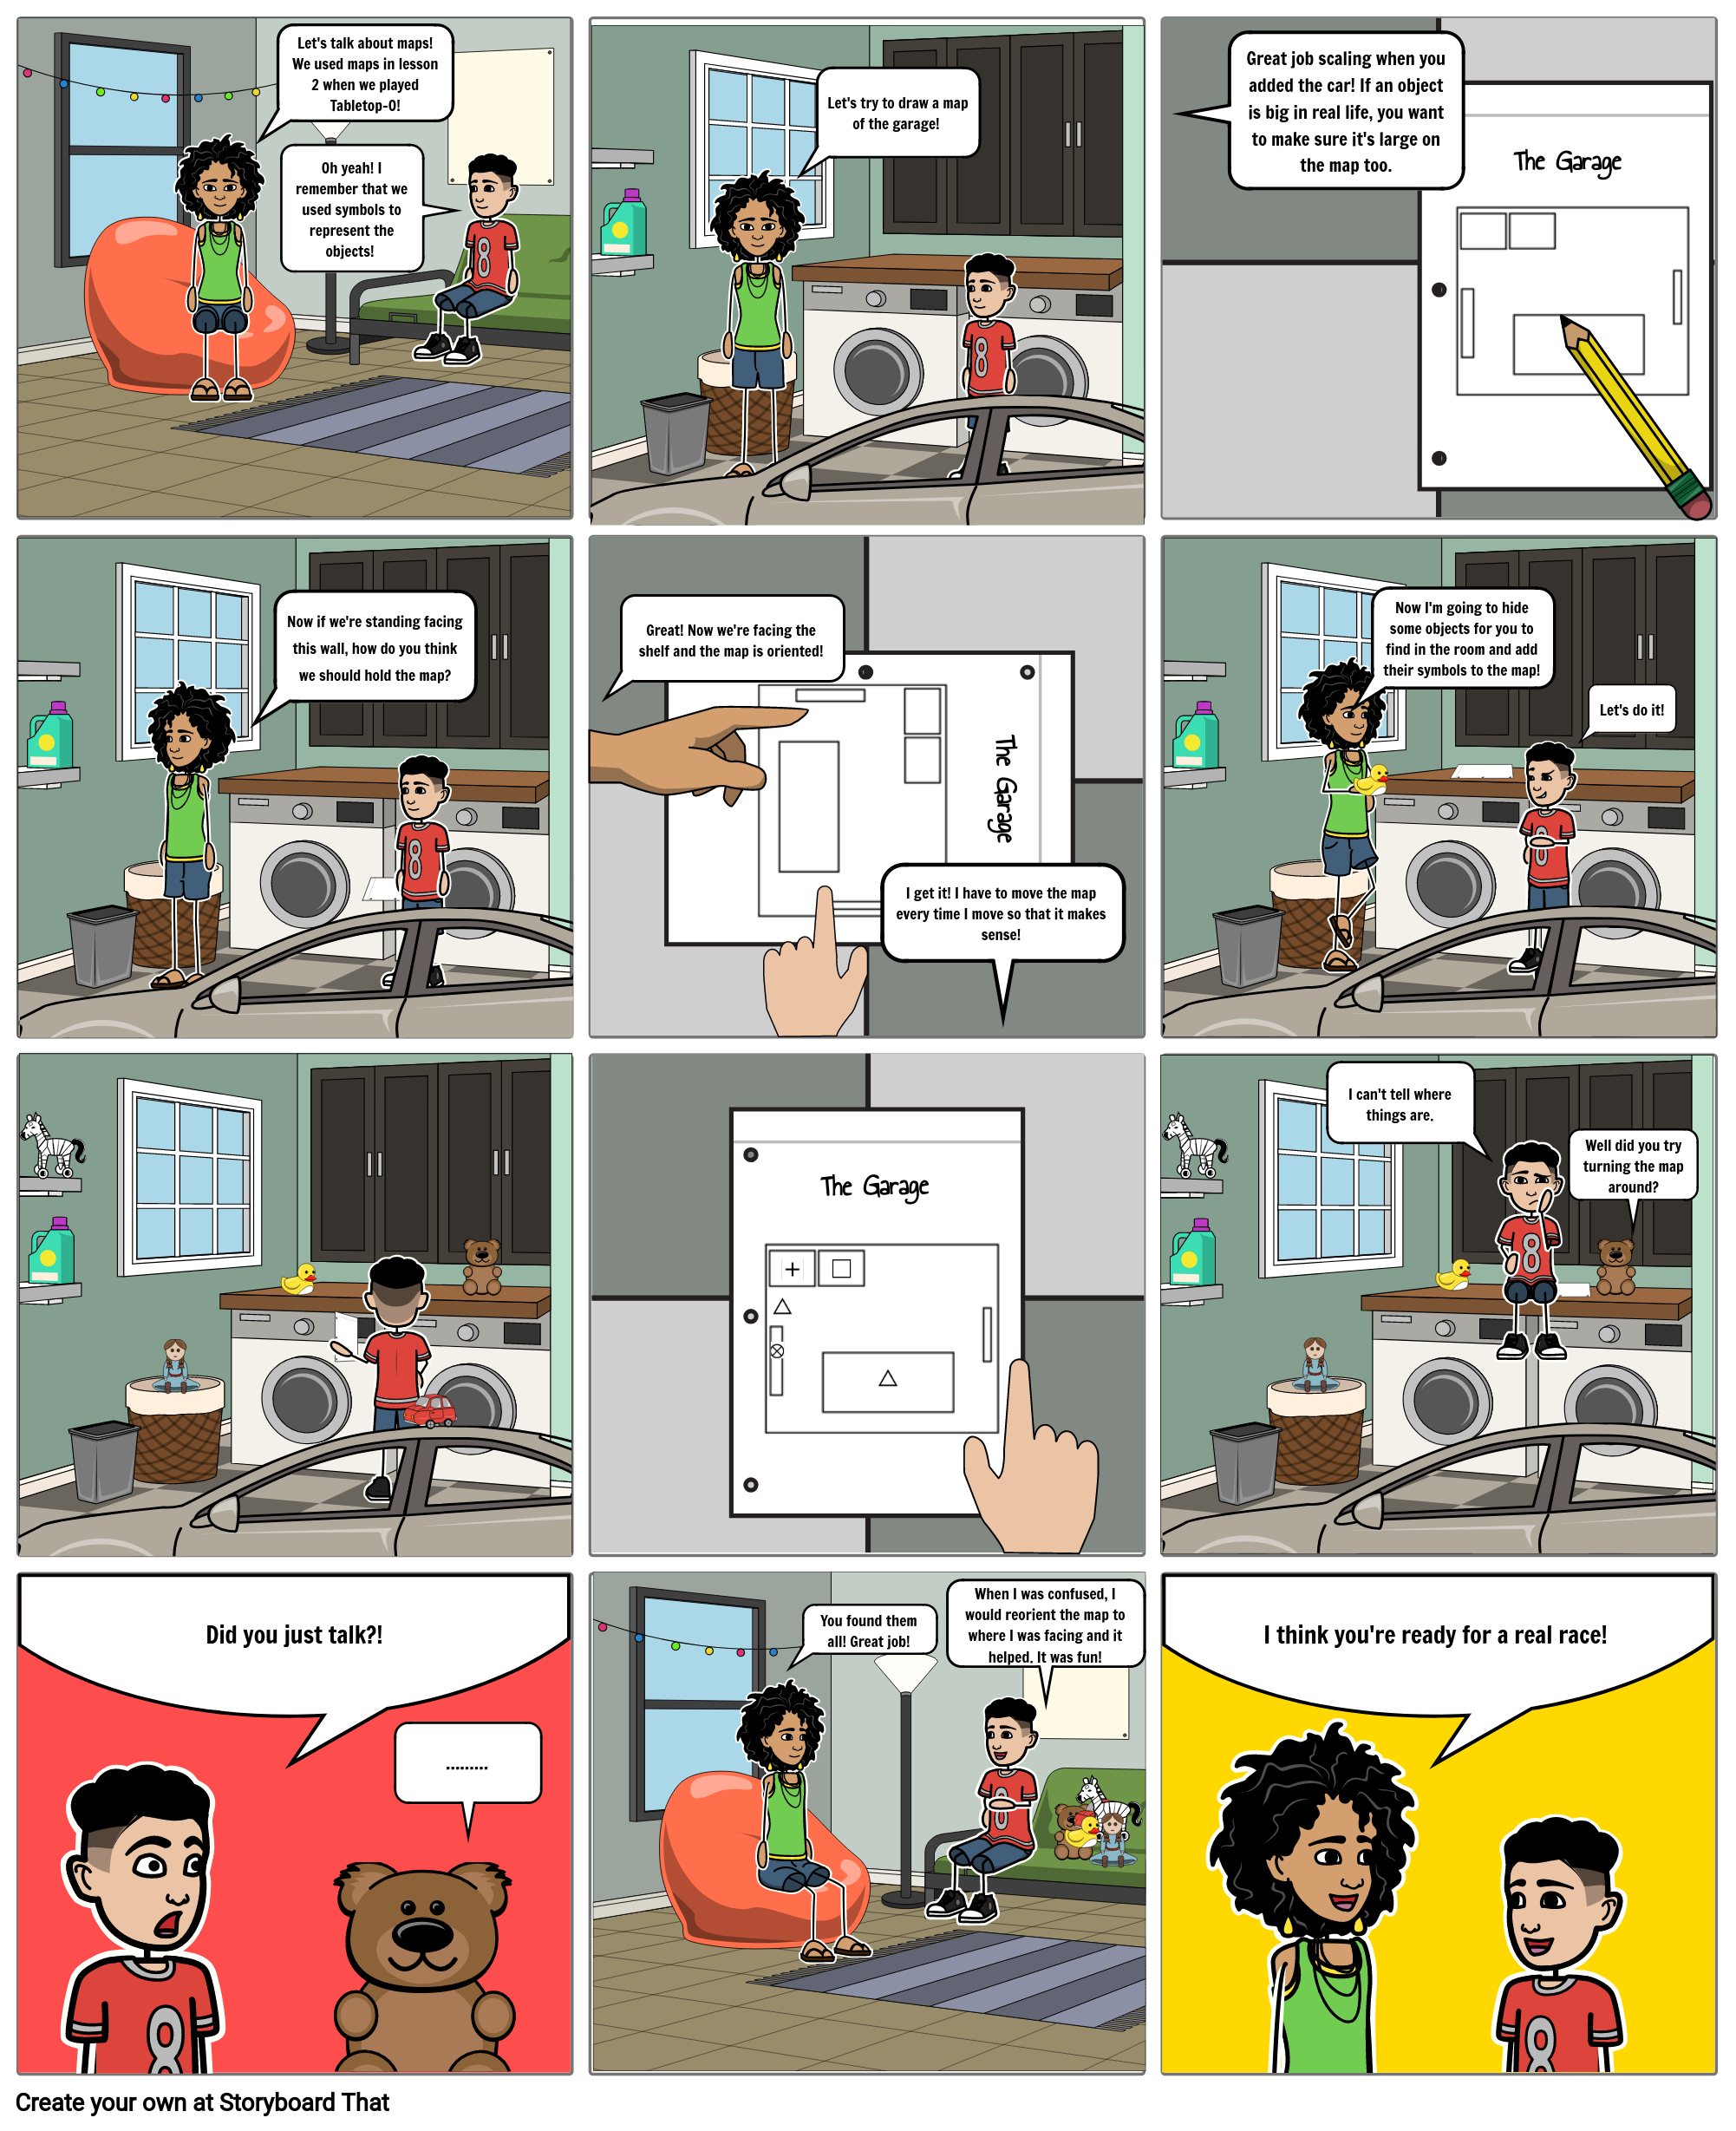 Let's talk about maps!
We used maps in lesson
2 when we played
Tabletop-O!
Oh yeah! I
remember that we
used symbols to
represent the
objects!
8
Let's try to draw a map
of the garage!
8
Great job scaling when you
added the car! If an object
is big in real life, you want
to make sure it's large on
the map too.
The Garage
Now if we're standing facing
this wall, how do you think
we should hold the map?
8
Great! Now we're facing the
shelf and the map is oriented!
The Garage
I get it! I have to move the map
every time I move so that it makes
sense!
Now I'm going to hide
some objects for you to
find in the room and add
their symbols to the map!
Let's do it!
8
The Garage
I can't tell where
things are.
Well did you try
turning the map
around?
8
Did you just talk?!
.........
8
You found them
all! Great job!
When I was confused, I
would reorient the map to
where I was facing and it
helped. It was fun!
8
I think you're ready for a real race!
8
Create your own at Storyboard That